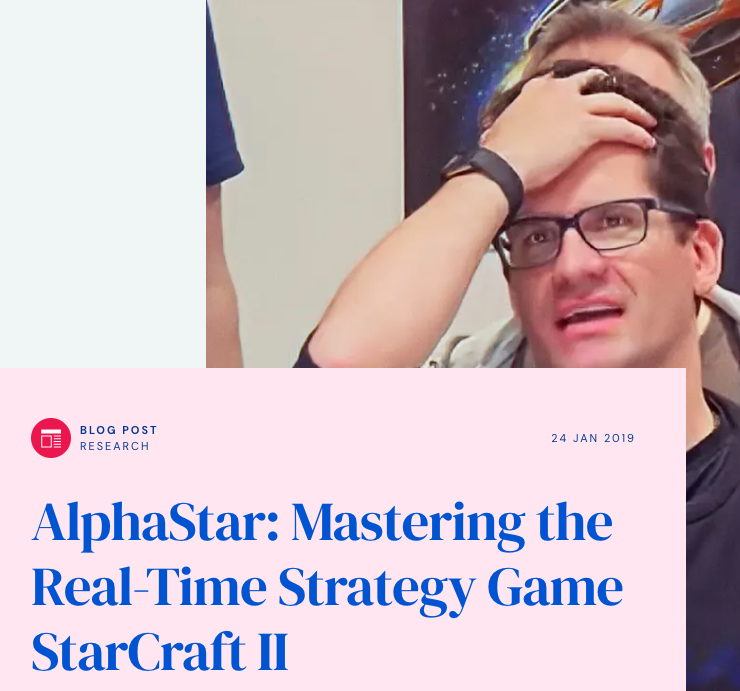 BLOG POST
RESEARCH
24 JAN 2019
AlphaStar: Mastering the
Real-Time Strategy Game
StarCraft II